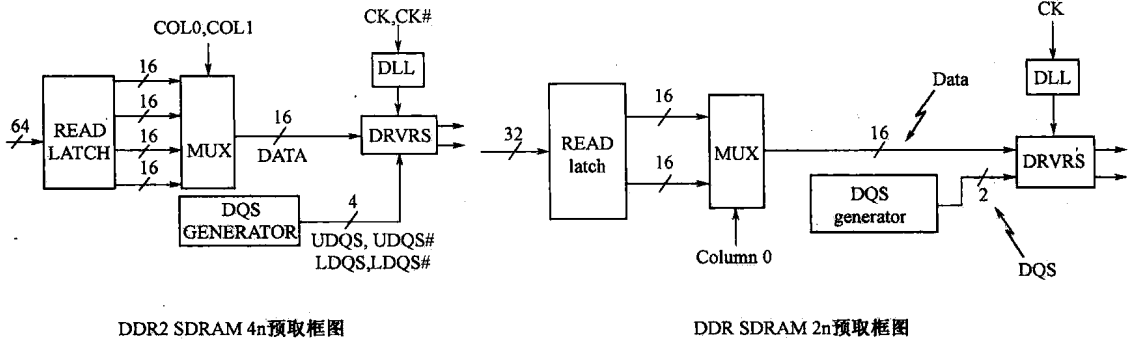 COL0,COL1
CK,CK#
DLL
64
READ
LATCH
16
16
16
16
MUX
16
DATA
DRVRS
DQS
GENERATOR
4
UDQS, UDQS#
LDQS,LDQS#
DDR2 SDRAM 4n预取框图
CK
DLL
Data
32
READ
latch
16
16
MUX
16
DRVRS
DQS
generator
2
Column 0
DQS
DDR SDRAM 2n预取框图